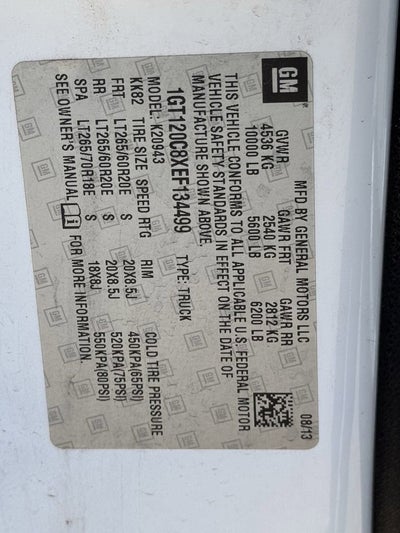 GM
MFD BY GENERAL MOTORS LLC
08/13
GVWR GAWR FRT GAWR RR
4536 KG 2540 KG 2812 KG
10000 LB 5600 LB 6200 LB
THIS VEHICLE CONFORMS TO ALL APPLICABLE U.S. FEDERAL MOTOR
VEHICLE SAFETY STANDARDS IN EFFECT ON THE DATE OF
MANUFACTURE SHOWN ABOVE.
1GT120C8XEF134499 TYPE: TRUCK
MODEL: K20943
KK82 TIRE SIZE SPEED RTG RIM COLD TIRE PRESSURE
FRT LT265/60R20E S 20X8.5J 450KPA(65PSI)
RR LT265/60R20E S 20X8.5J 520KPA(75PSI)
SPA LT265/70R18E S 18X8J 550KPA(80PSI)
SEE OWNER'S MANUAL i FOR MORE INFORMATION.